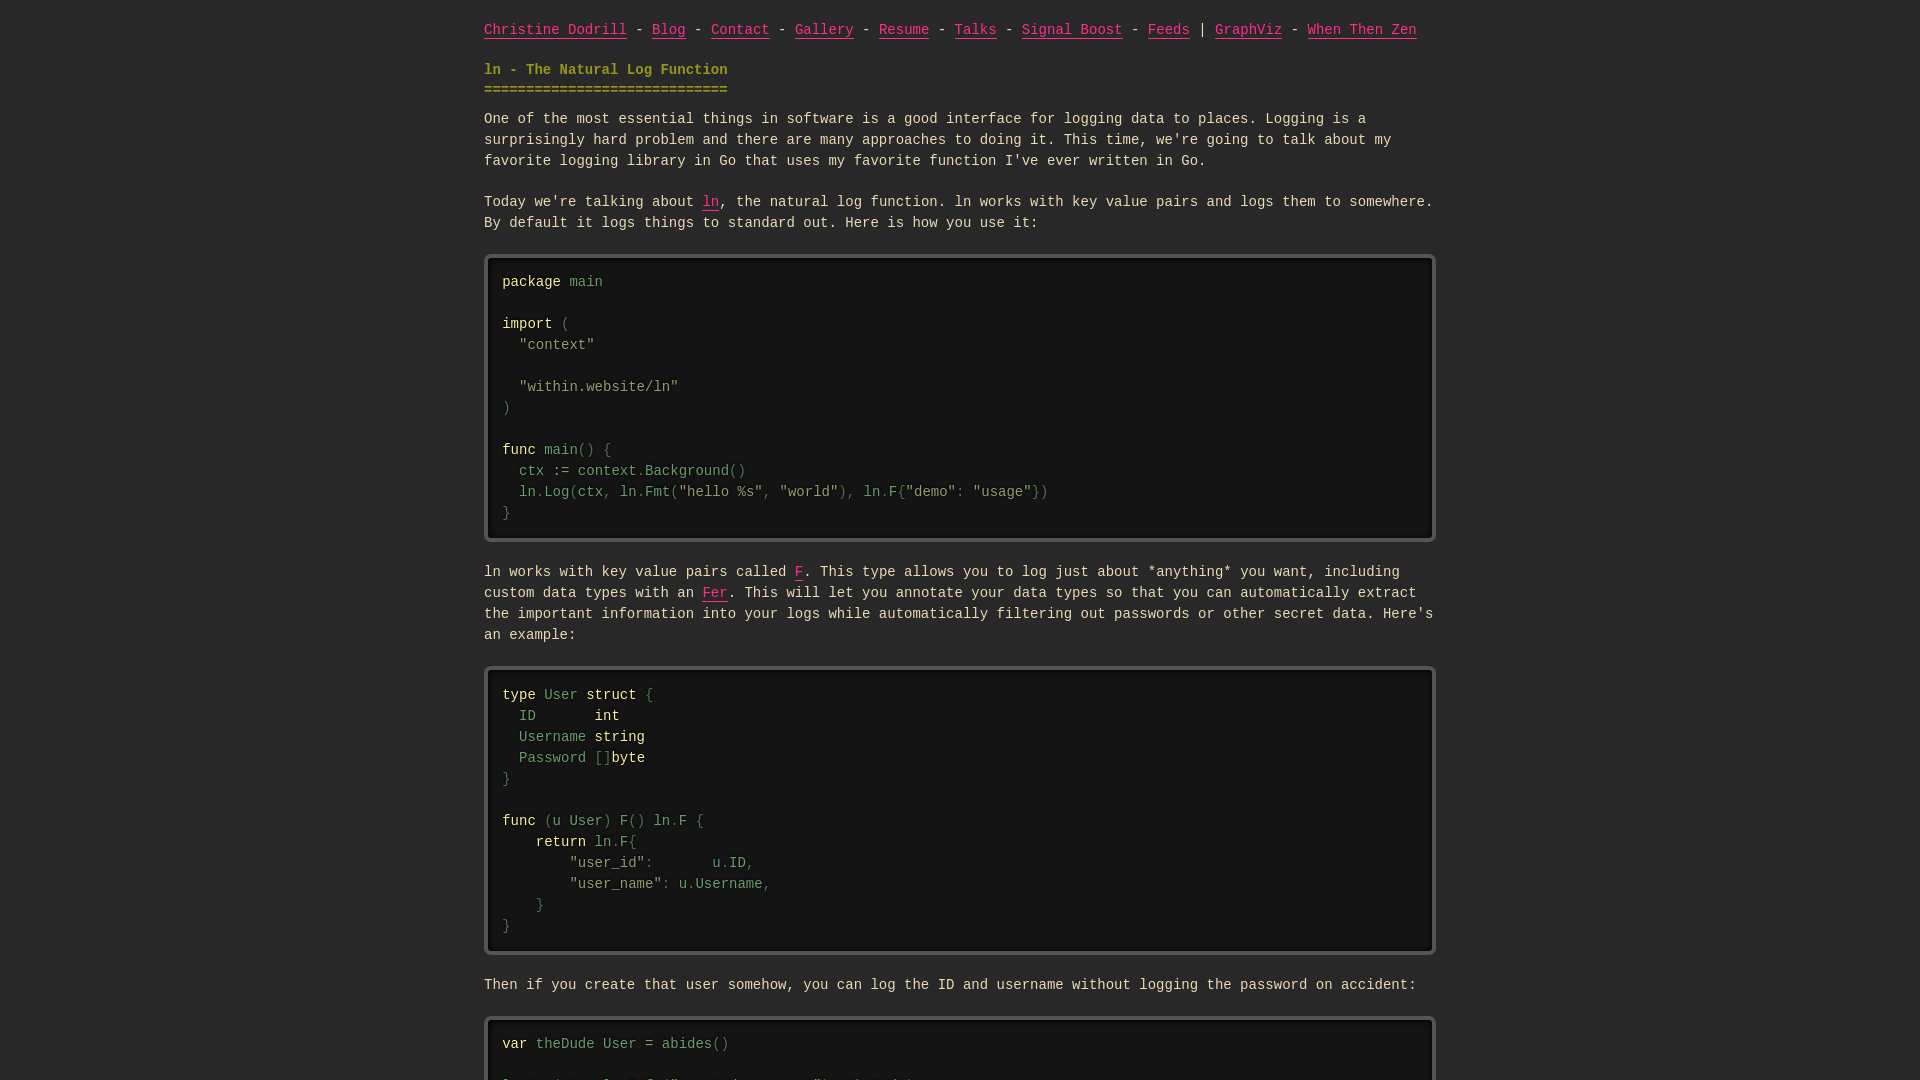 Christine Dodrill - Blog - Contact - Gallery - Resume - Talks - Signal Boost - Feeds | GraphViz - When Then Zen
ln - The Natural Log Function
=============================
One of the most essential things in software is a good interface for logging data to places. Logging is a
surprisingly hard problem and there are many approaches to doing it. This time, we're going to talk about my
favorite logging library in Go that uses my favorite function I've ever written in Go.
Today we're talking about ln, the natural log function. ln works with key value pairs and logs them to somewhere.
By default it logs things to standard out. Here is how you use it:
package main
import (
  "context"
  "within.website/ln"
)
func main() {
  ctx := context.Background()
  ln.Log(ctx, ln.Fmt("hello %s", "world"), ln.F{"demo": "usage"})
}
ln works with key value pairs called F. This type allows you to log just about *anything* you want, including
custom data types with an Fer. This will let you annotate your data types so that you can automatically extract
the important information into your logs while automatically filtering out passwords or other secret data. Here's
an example:
type User struct {
  ID       int
  Username string
  Password []byte
}
func (u User) F() ln.F {
    return ln.F{
        "user_id":       u.ID,
        "user_name": u.Username,
    }
}
Then if you create that user somehow, you can log the ID and username without logging the password on accident:
var theDude User = abides()